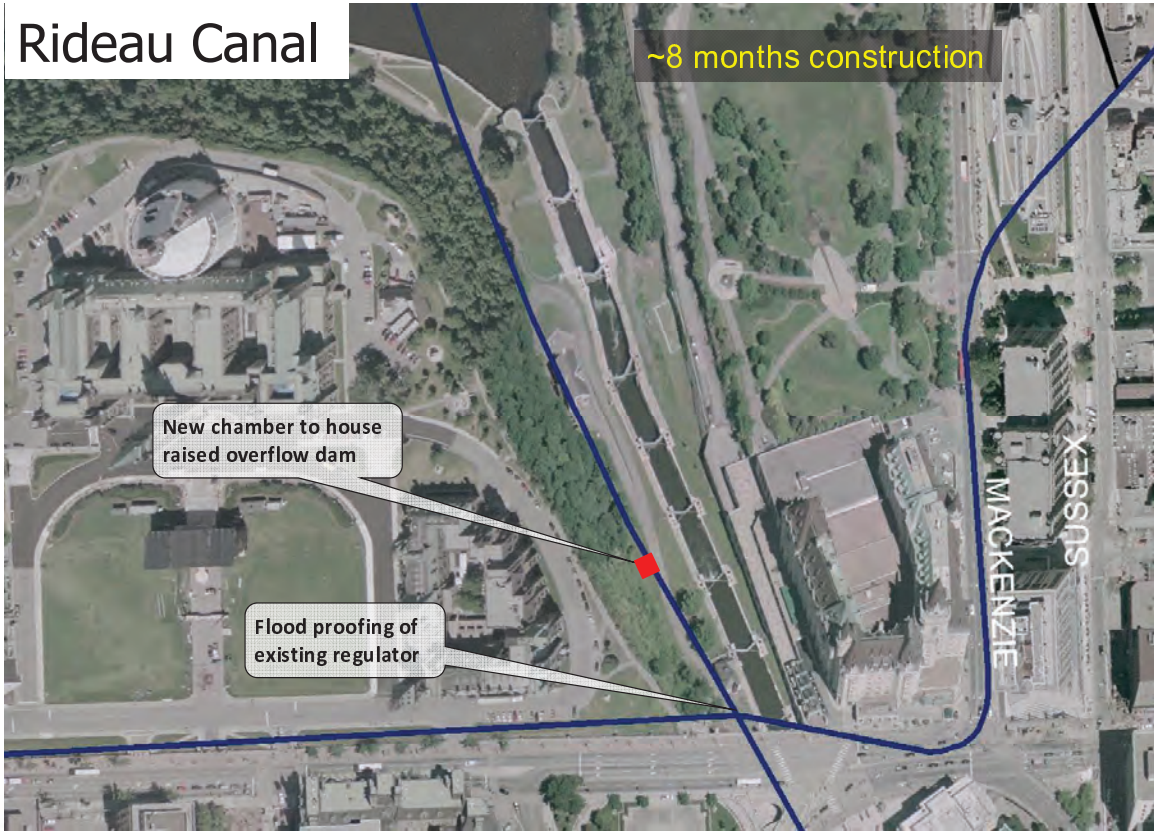 Rideau Canal
~8 months construction
New chamber to house
raised overflow dam
SUSSEX
MACKENZIE
Flood proofing of
existing regulator